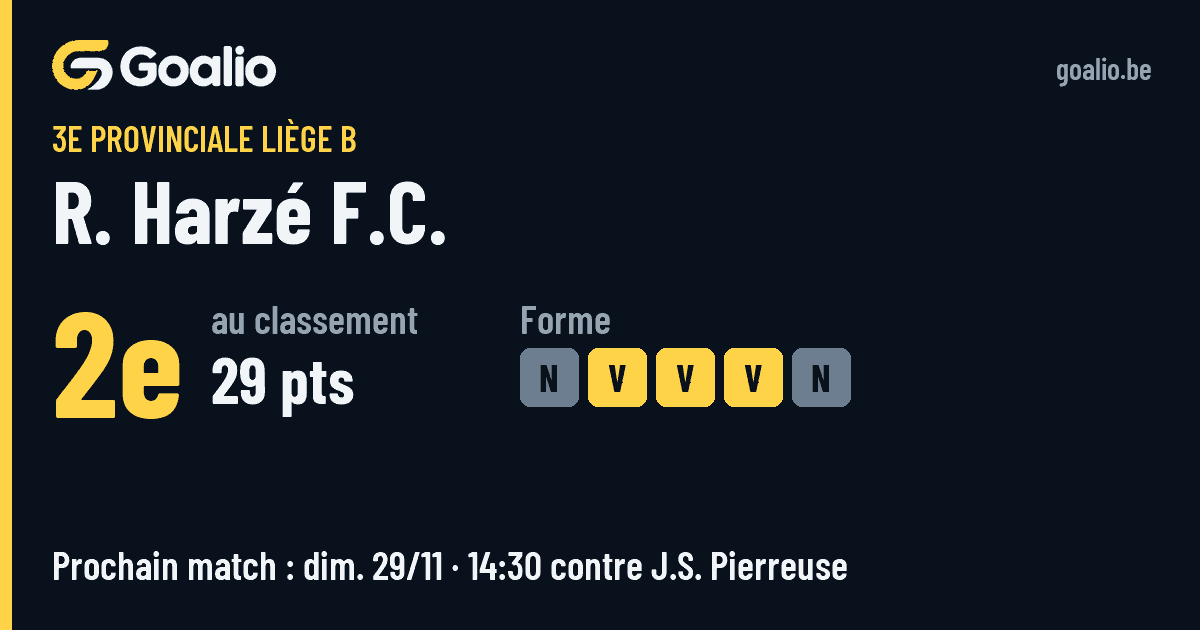 Goalio
goalio.be
3E PROVINCIALE LIÈGE B
R. Harzé F.C.
2e
au classement
29 pts
Forme
N V V V N
Prochain match : dim. 29/11 · 14:30 contre J.S. Pierreuse